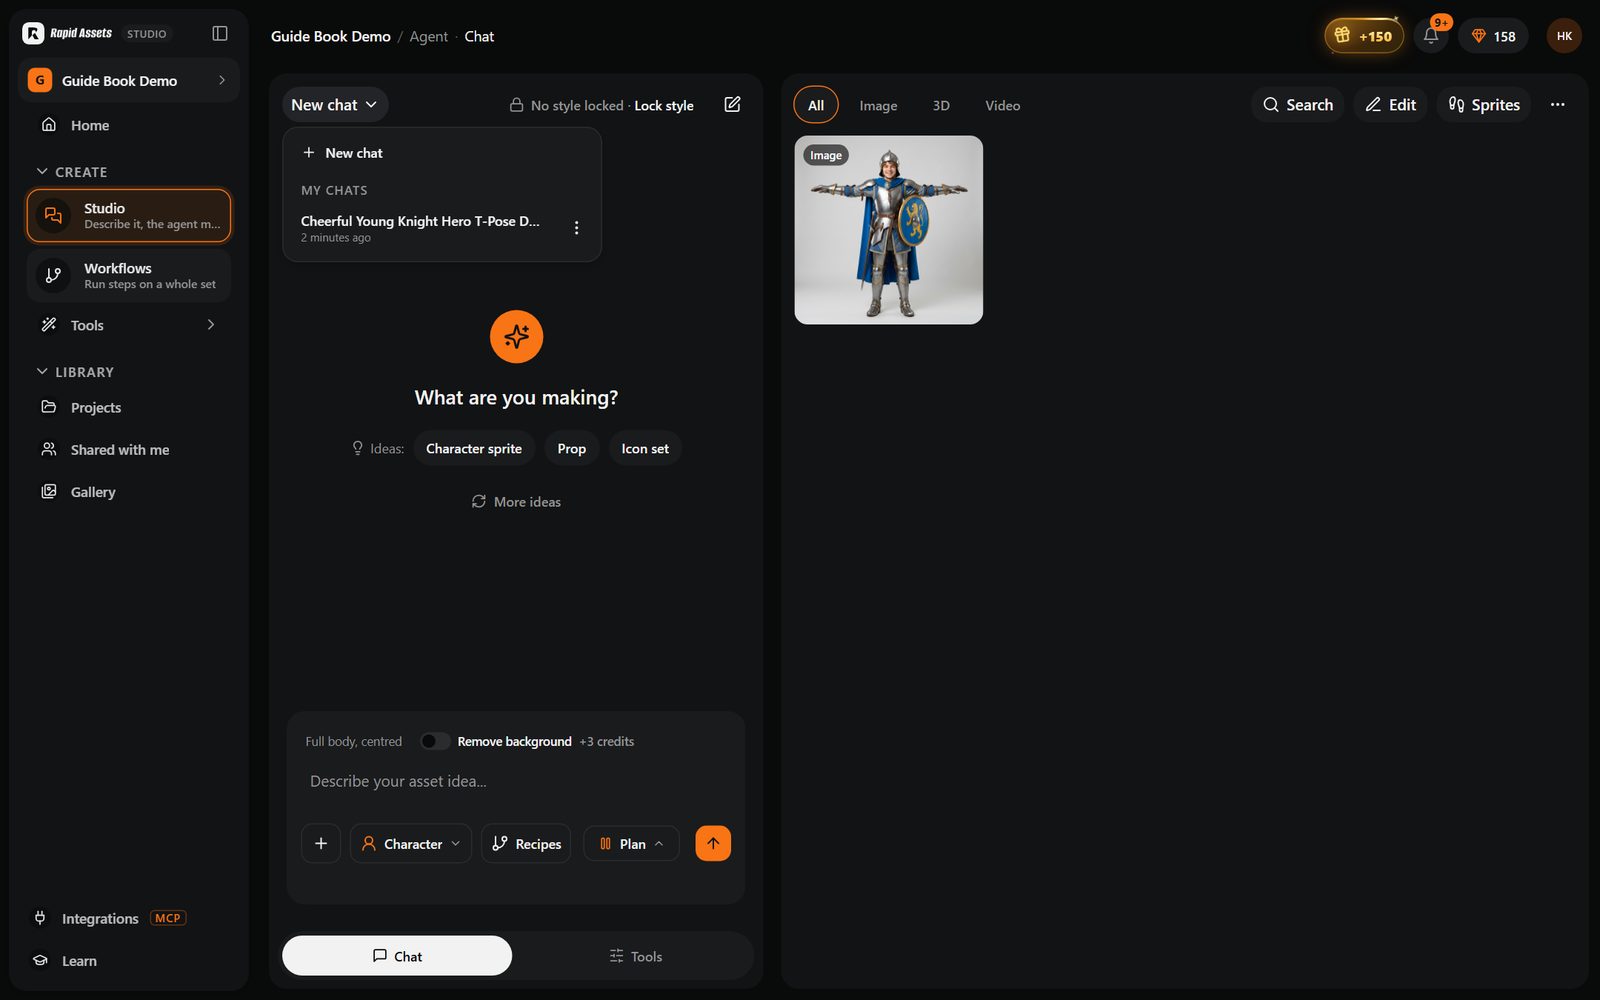 Rapid Assets STUDIO
Guide Book Demo / Agent · Chat
+150
9+
158
HK
G Guide Book Demo
Home
CREATE
Studio
Describe it, the agent m...
Workflows
Run steps on a whole set
Tools
LIBRARY
Projects
Shared with me
Gallery
Integrations MCP
Learn
New chat
No style locked · Lock style
New chat
MY CHATS
Cheerful Young Knight Hero T-Pose D...
2 minutes ago
What are you making?
Ideas: Character sprite Prop Icon set
More ideas
Full body, centred Remove background +3 credits
Describe your asset idea...
Character Recipes Plan
Chat Tools
All Image 3D Video
Search Edit Sprites
Image